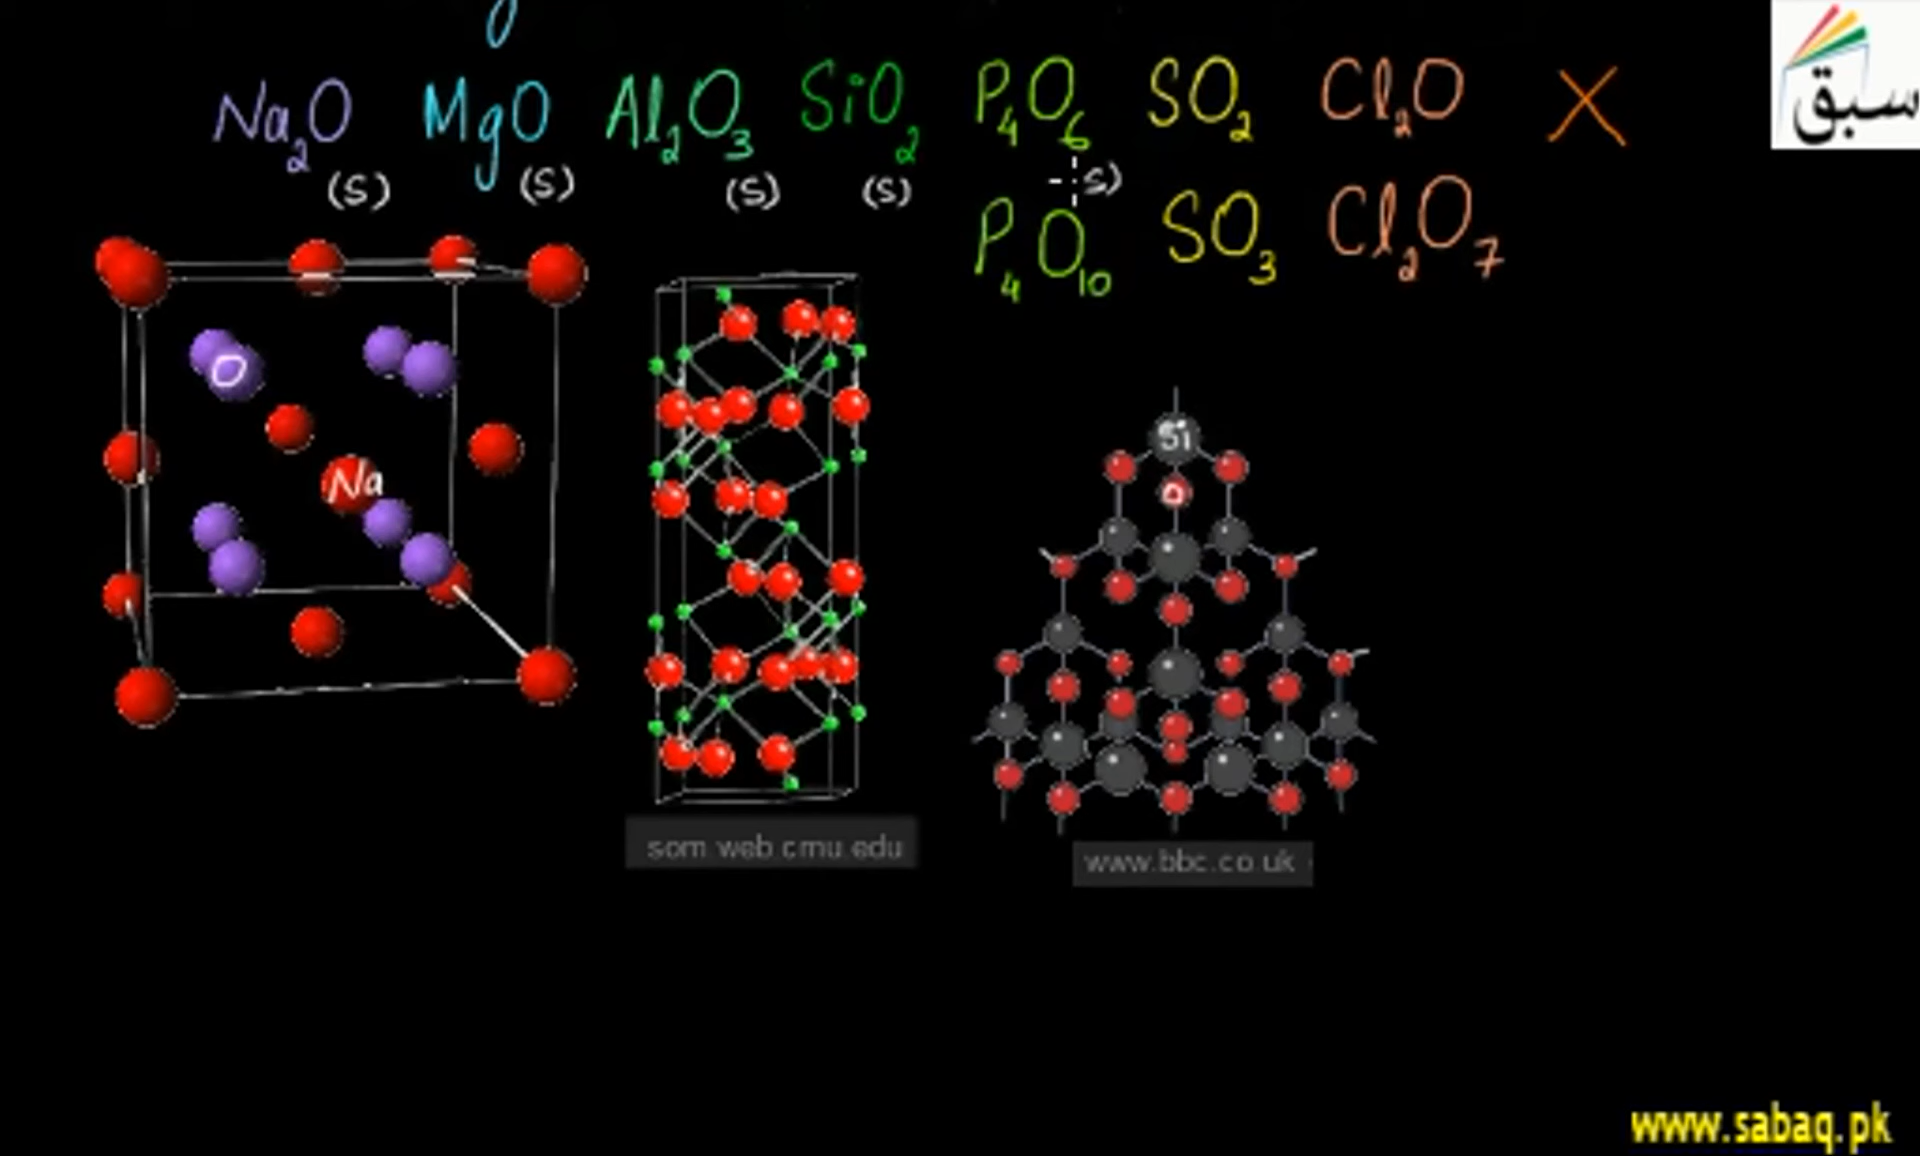 Na₂O MgO Al₂O₃ SiO₂ P₄O₆ SO₂ Cl₂O X
سبق
(s) (s) (s) (s) s)
P₄O₁₀ SO₃ Cl₂O₇
O
Na
Si
O
som web cmu edu
www.bbc.co.uk
www.sabaq.pk